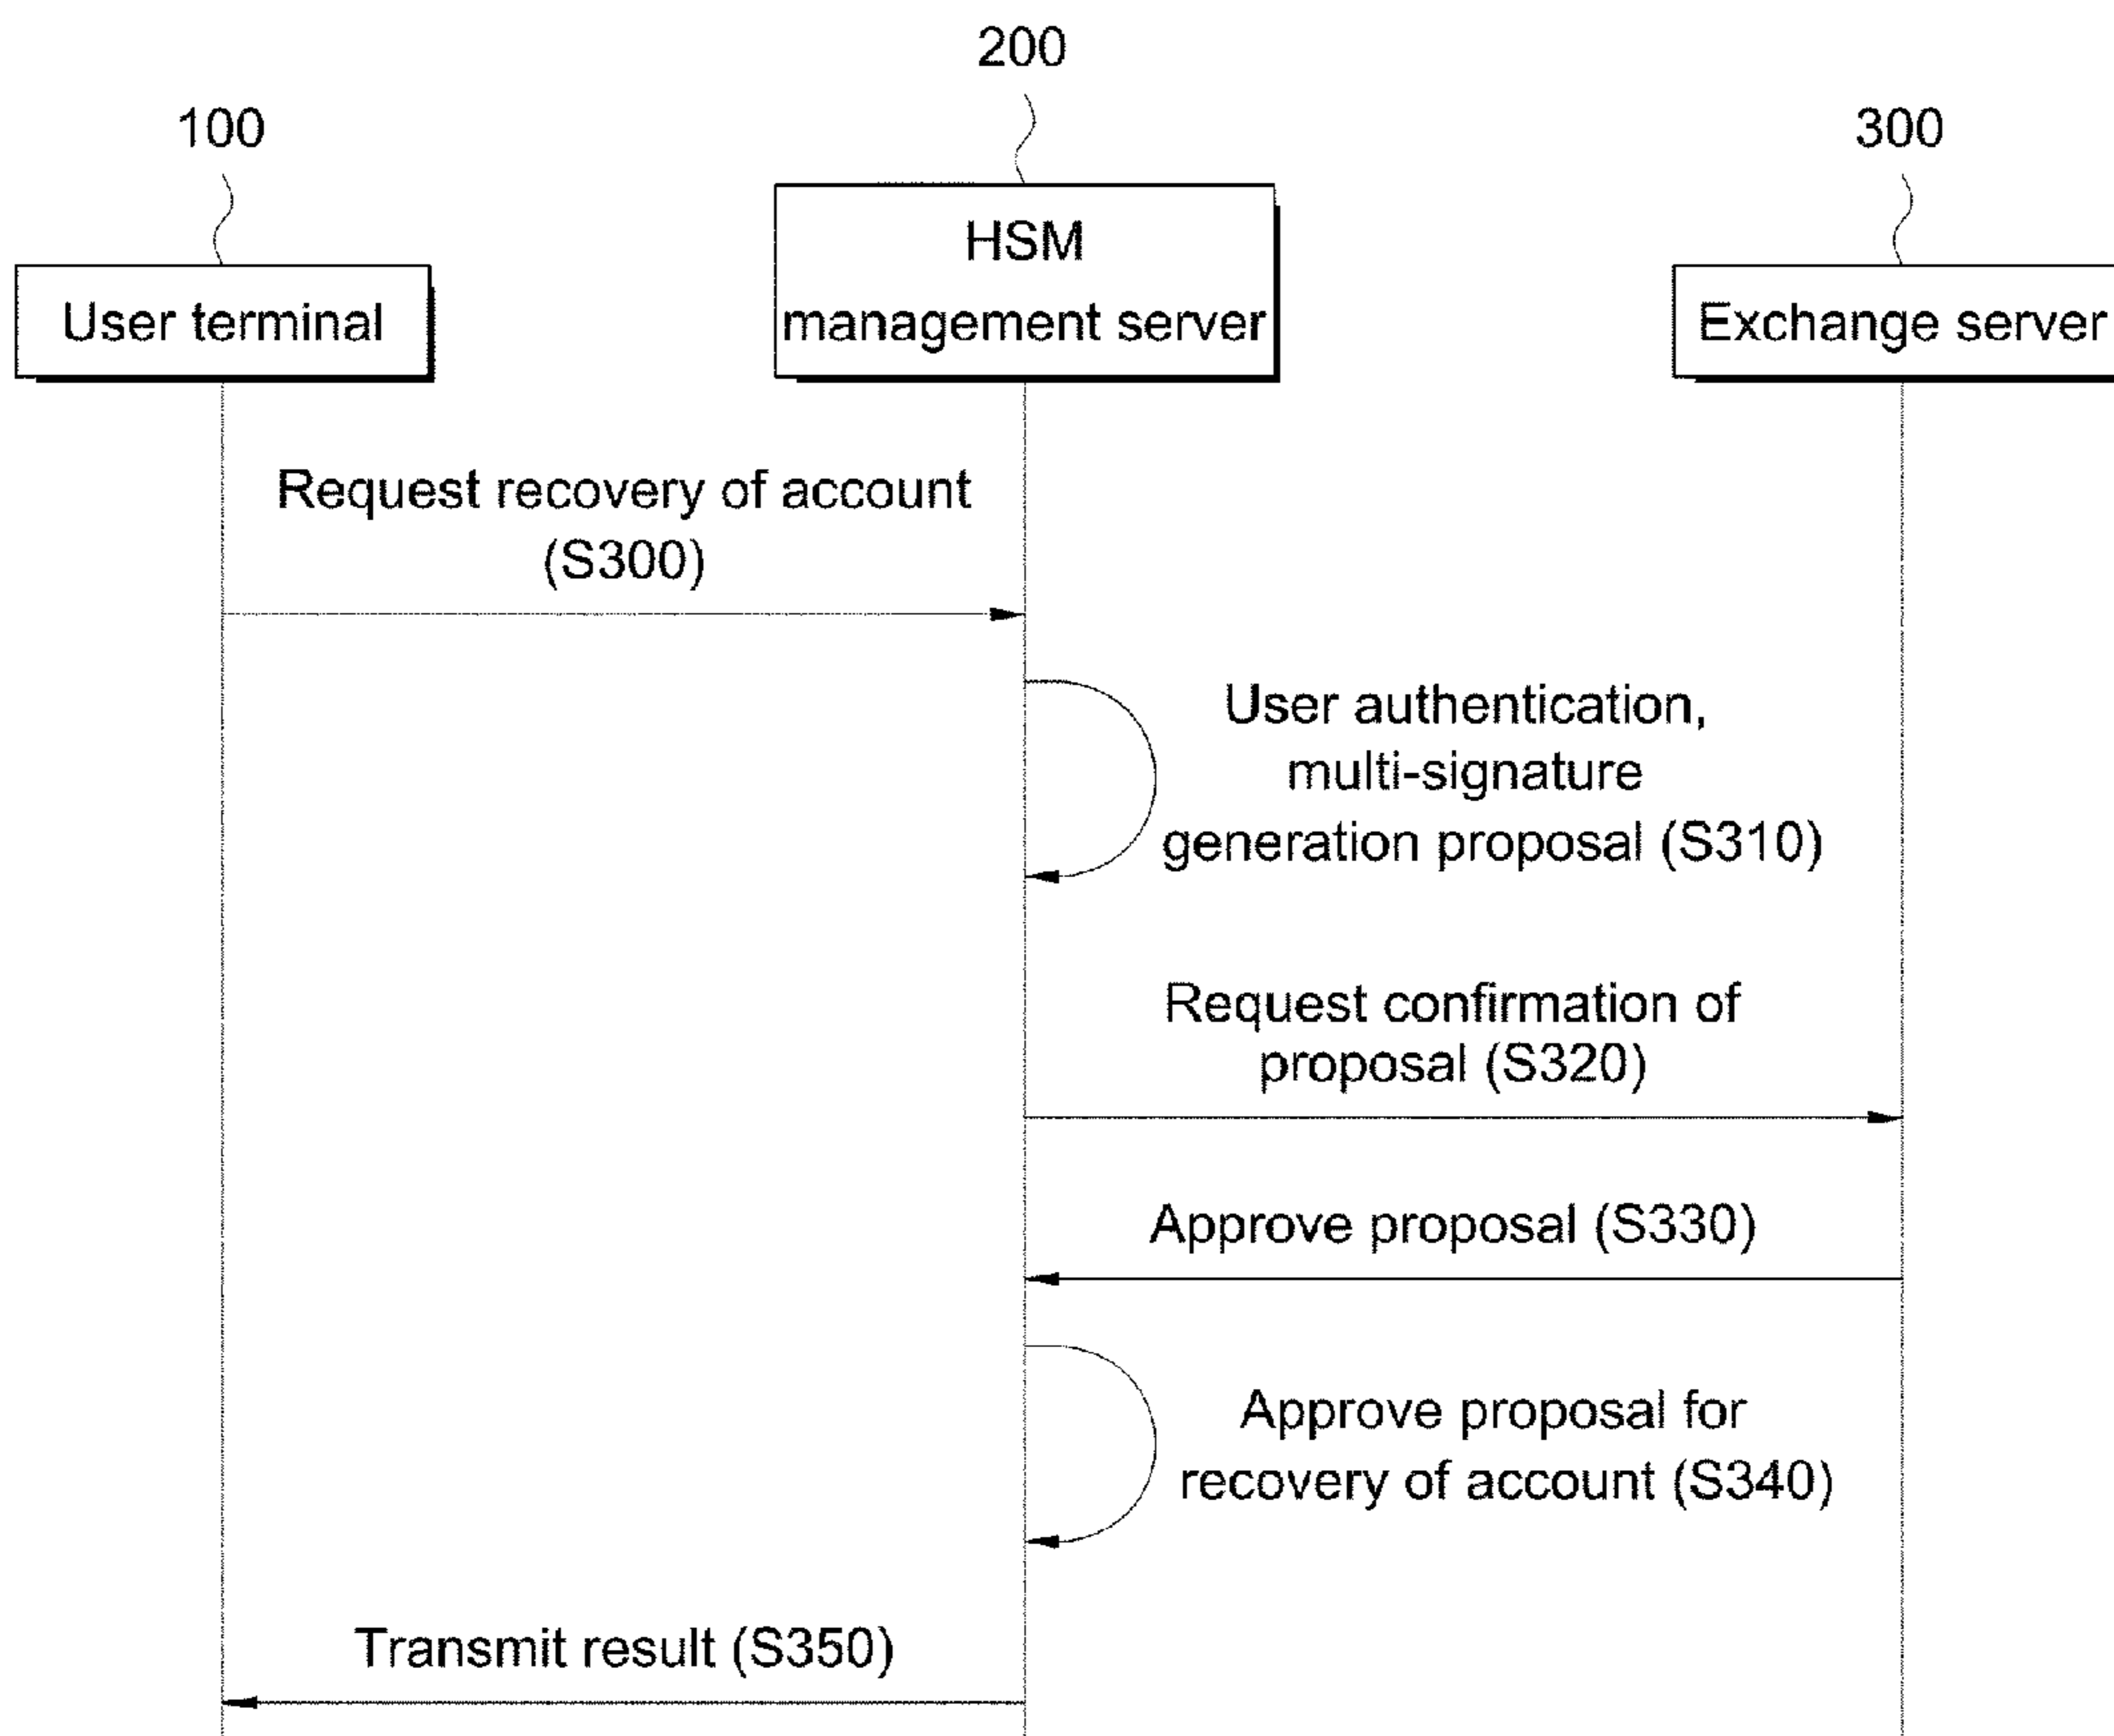 200
100
300
HSM
management server
User terminal
Exchange server
Request recovery of account
(S300)
User authentication,
multi-signature
generation proposal (S310)
Request confirmation of
proposal (S320)
Approve proposal (S330)
Approve proposal for
recovery of account (S340)
Transmit result (S350)